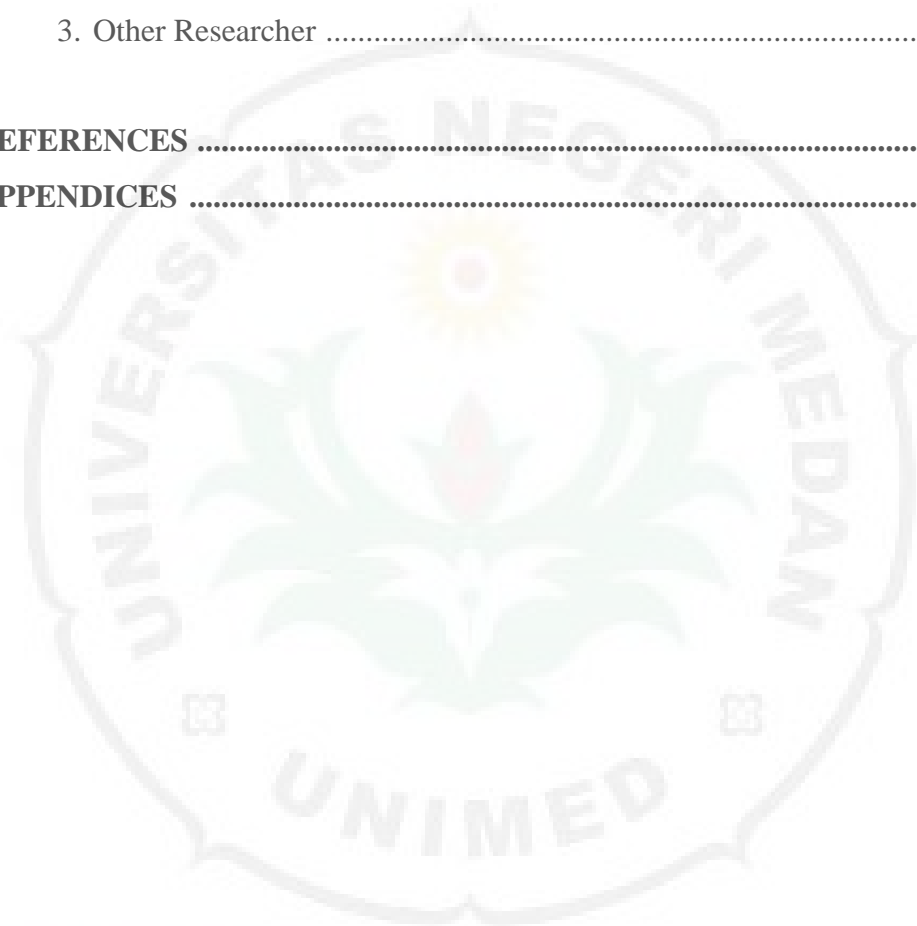 3. Other Researcher ..........................................................................
EFERENCES ..........................................................................................
PPENDICES ...........................................................................................
UNIVERSITAS NEGERI MEDAN
UNIMED